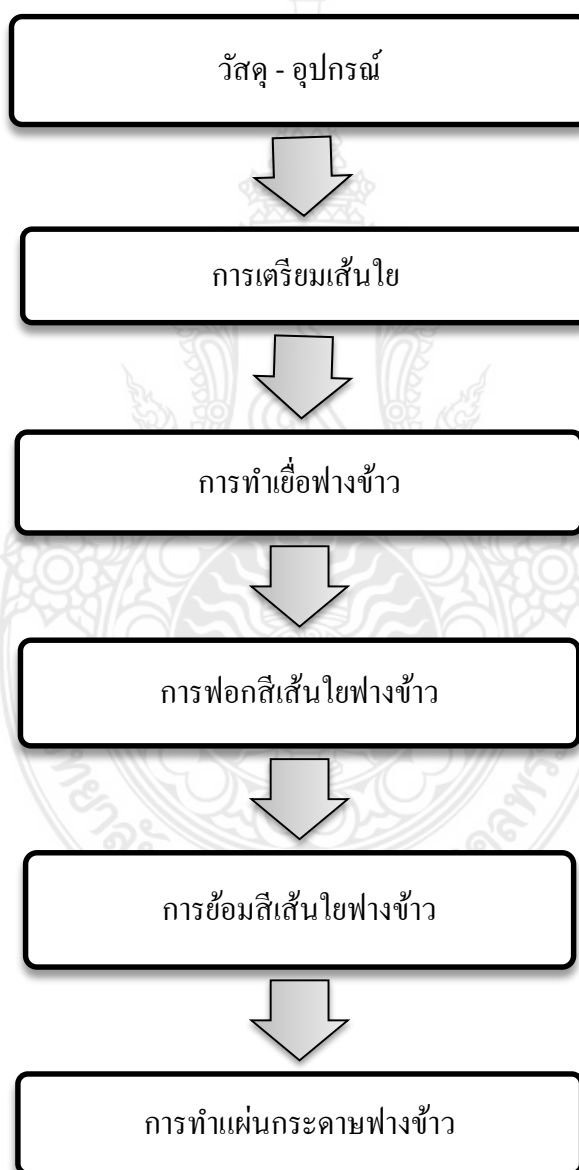 วัสดุ - อุปกรณ์
การเตรียมเส้นใย
การทำเยื่อฟางข้าว
การฟอกสีเส้นใยฟางข้าว
การย้อมสีเส้นใยฟางข้าว
การทำแผ่นกระดาษฟางข้าว